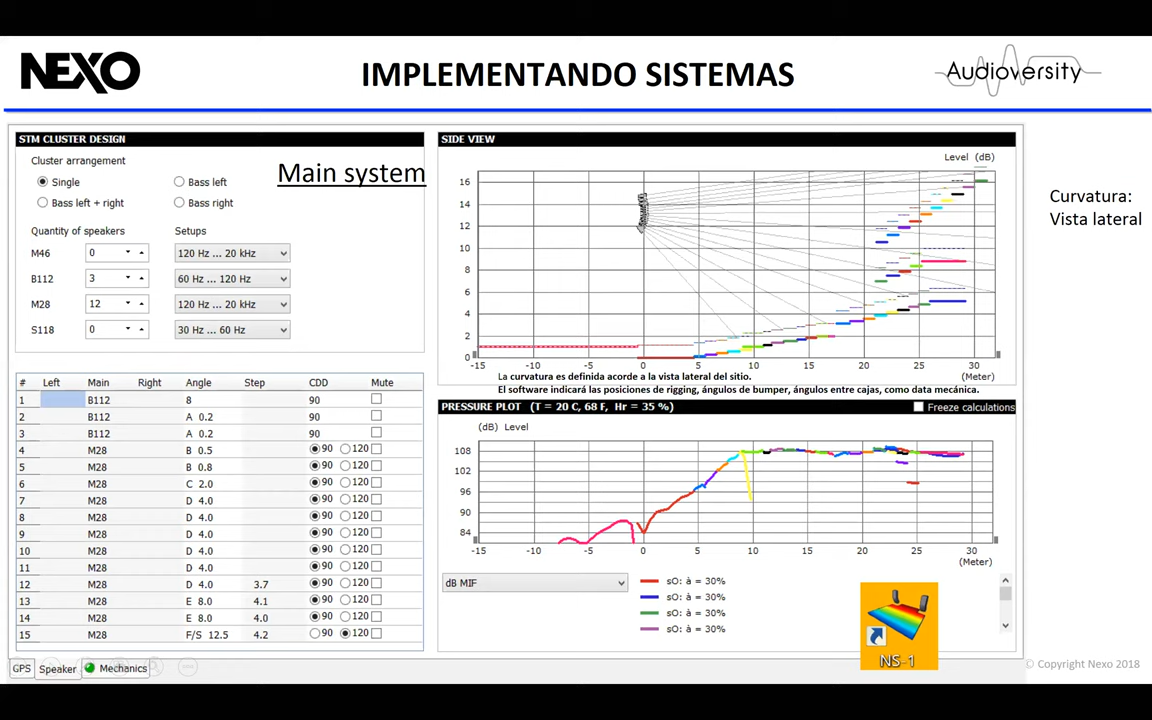 NEXO
IMPLEMENTANDO SISTEMAS
Audioversity
STM CLUSTER DESIGN
Cluster arrangement
Main system
Single
Bass left
Bass left + right
Bass right
Quantity of speakers
Setups
M46 0 120 Hz ... 20 kHz
B112 3 60 Hz ... 120 Hz
M28 12 120 Hz ... 20 kHz
S118 0 30 Hz ... 60 Hz
# Left Main Right Angle Step CDD Mute
1 B112 8 90
2 B112 A 0.2 90
3 B112 A 0.2 90
4 M28 B 0.5 90 120
5 M28 B 0.8 90 120
6 M28 C 2.0 90 120
7 M28 D 4.0 90 120
8 M28 D 4.0 90 120
9 M28 D 4.0 90 120
10 M28 D 4.0 90 120
11 M28 D 4.0 90 120
12 M28 D 4.0 3.7 90 120
13 M28 E 8.0 4.1 90 120
14 M28 E 8.0 4.0 90 120
15 M28 F/S 12.5 4.2 90 120
GPS Speaker Mechanics
SIDE VIEW
Level (dB)
16
14
12
10
8
6
4
2
0
-15 -10 -5 0 5 10 15 20 25 30
(Meter)
La curvatura es definida acorde a la vista lateral del sitio.
El software indicará las posiciones de rigging, ángulos de bumper, ángulos entre cajas, como data mecánica.
PRESSURE PLOT (T = 20 C, 68 F, Hr = 35 %)
Freeze calculations
(dB) Level
108
102
96
90
84
-15 -10 -5 0 5 10 15 20 25 30
(Meter)
dB MIF
sO: à = 30%
sO: à = 30%
sO: à = 30%
sO: à = 30%
NS-1
Curvatura:
Vista lateral
© Copyright Nexo 2018